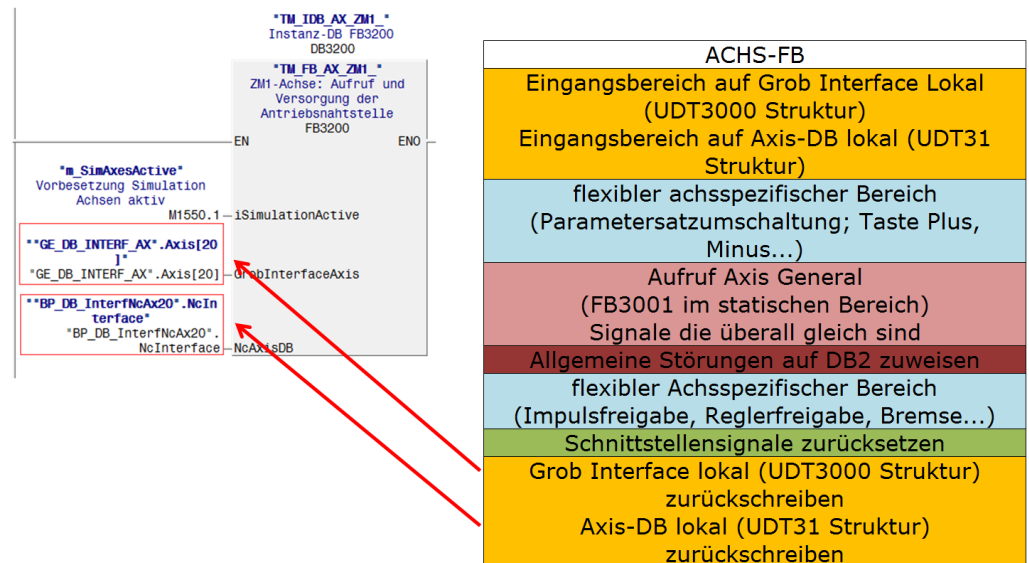 "TM_IDB_AX_ZM1_"
Instanz-DB FB3200
DB3200
"TM_FB_AX_ZM1_"
ZM1-Achse: Aufruf und
Versorgung der
Antriebsnahtstelle
FB3200
EN
ENO
"m_SimAxesActive"
Vorbesetzung Simulation
Achsen aktiv
M1550.1
iSimulationActive
""GE_DB_INTERF_AX".Axis[20
]"
"GE_DB_INTERF_AX".Axis[20]
GrobInterfaceAxis
""BP_DB_InterfNcAx20".NcIn
terface"
"BP_DB_InterfNcAx20".
NcInterface
NcAxisDB
ACHS-FB
Eingangsbereich auf Grob Interface Lokal
(UDT3000 Struktur)
Eingangsbereich auf Axis-DB lokal (UDT31
Struktur)
flexibler achsspezifischer Bereich
(Parametersatzumschaltung; Taste Plus,
Minus...)
Aufruf Axis General
(FB3001 im statischen Bereich)
Signale die überall gleich sind
Allgemeine Störungen auf DB2 zuweisen
flexibler Achsspezifischer Bereich
(Impulsfreigabe, Reglerfreigabe, Bremse...)
Schnittstellensignale zurücksetzen
Grob Interface lokal (UDT3000 Struktur)
zurückschreiben
Axis-DB lokal (UDT31 Struktur)
zurückschreiben